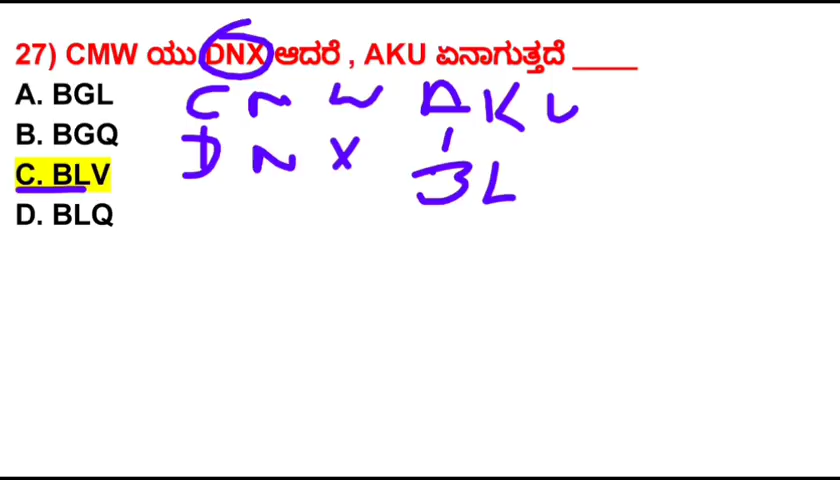 27) CMW ಯು DNX ಆದರೆ , AKU ಏನಾಗುತ್ತದೆ ____
A. BGL
B. BGQ
C. BLV
D. BLQ
C M W A K U
D N X B L